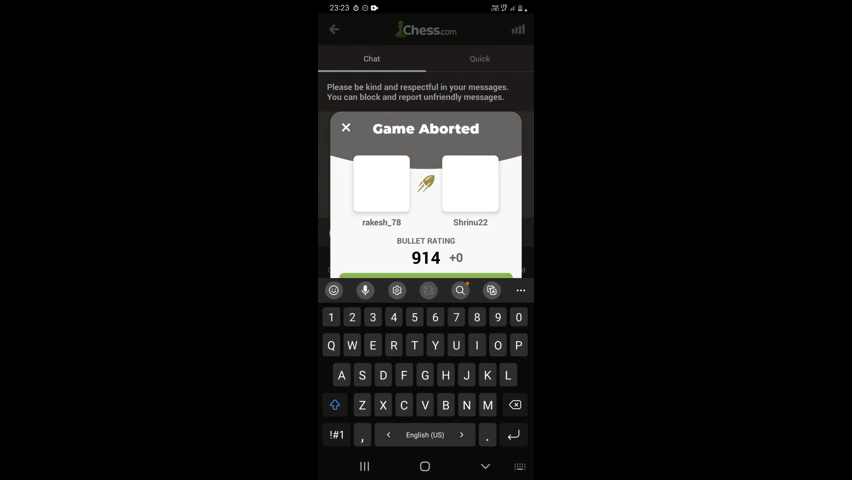 23:23
Chess.com
Chat Quick
Please be kind and respectful in your messages.
You can block and report unfriendly messages.
Game Aborted
rakesh_78 Shrinu22
BULLET RATING
914 +0
1 2 3 4 5 6 7 8 9 0
Q W E R T Y U I O P
A S D F G H J K L
Z X C V B N M
!#1 , < English (US) > .